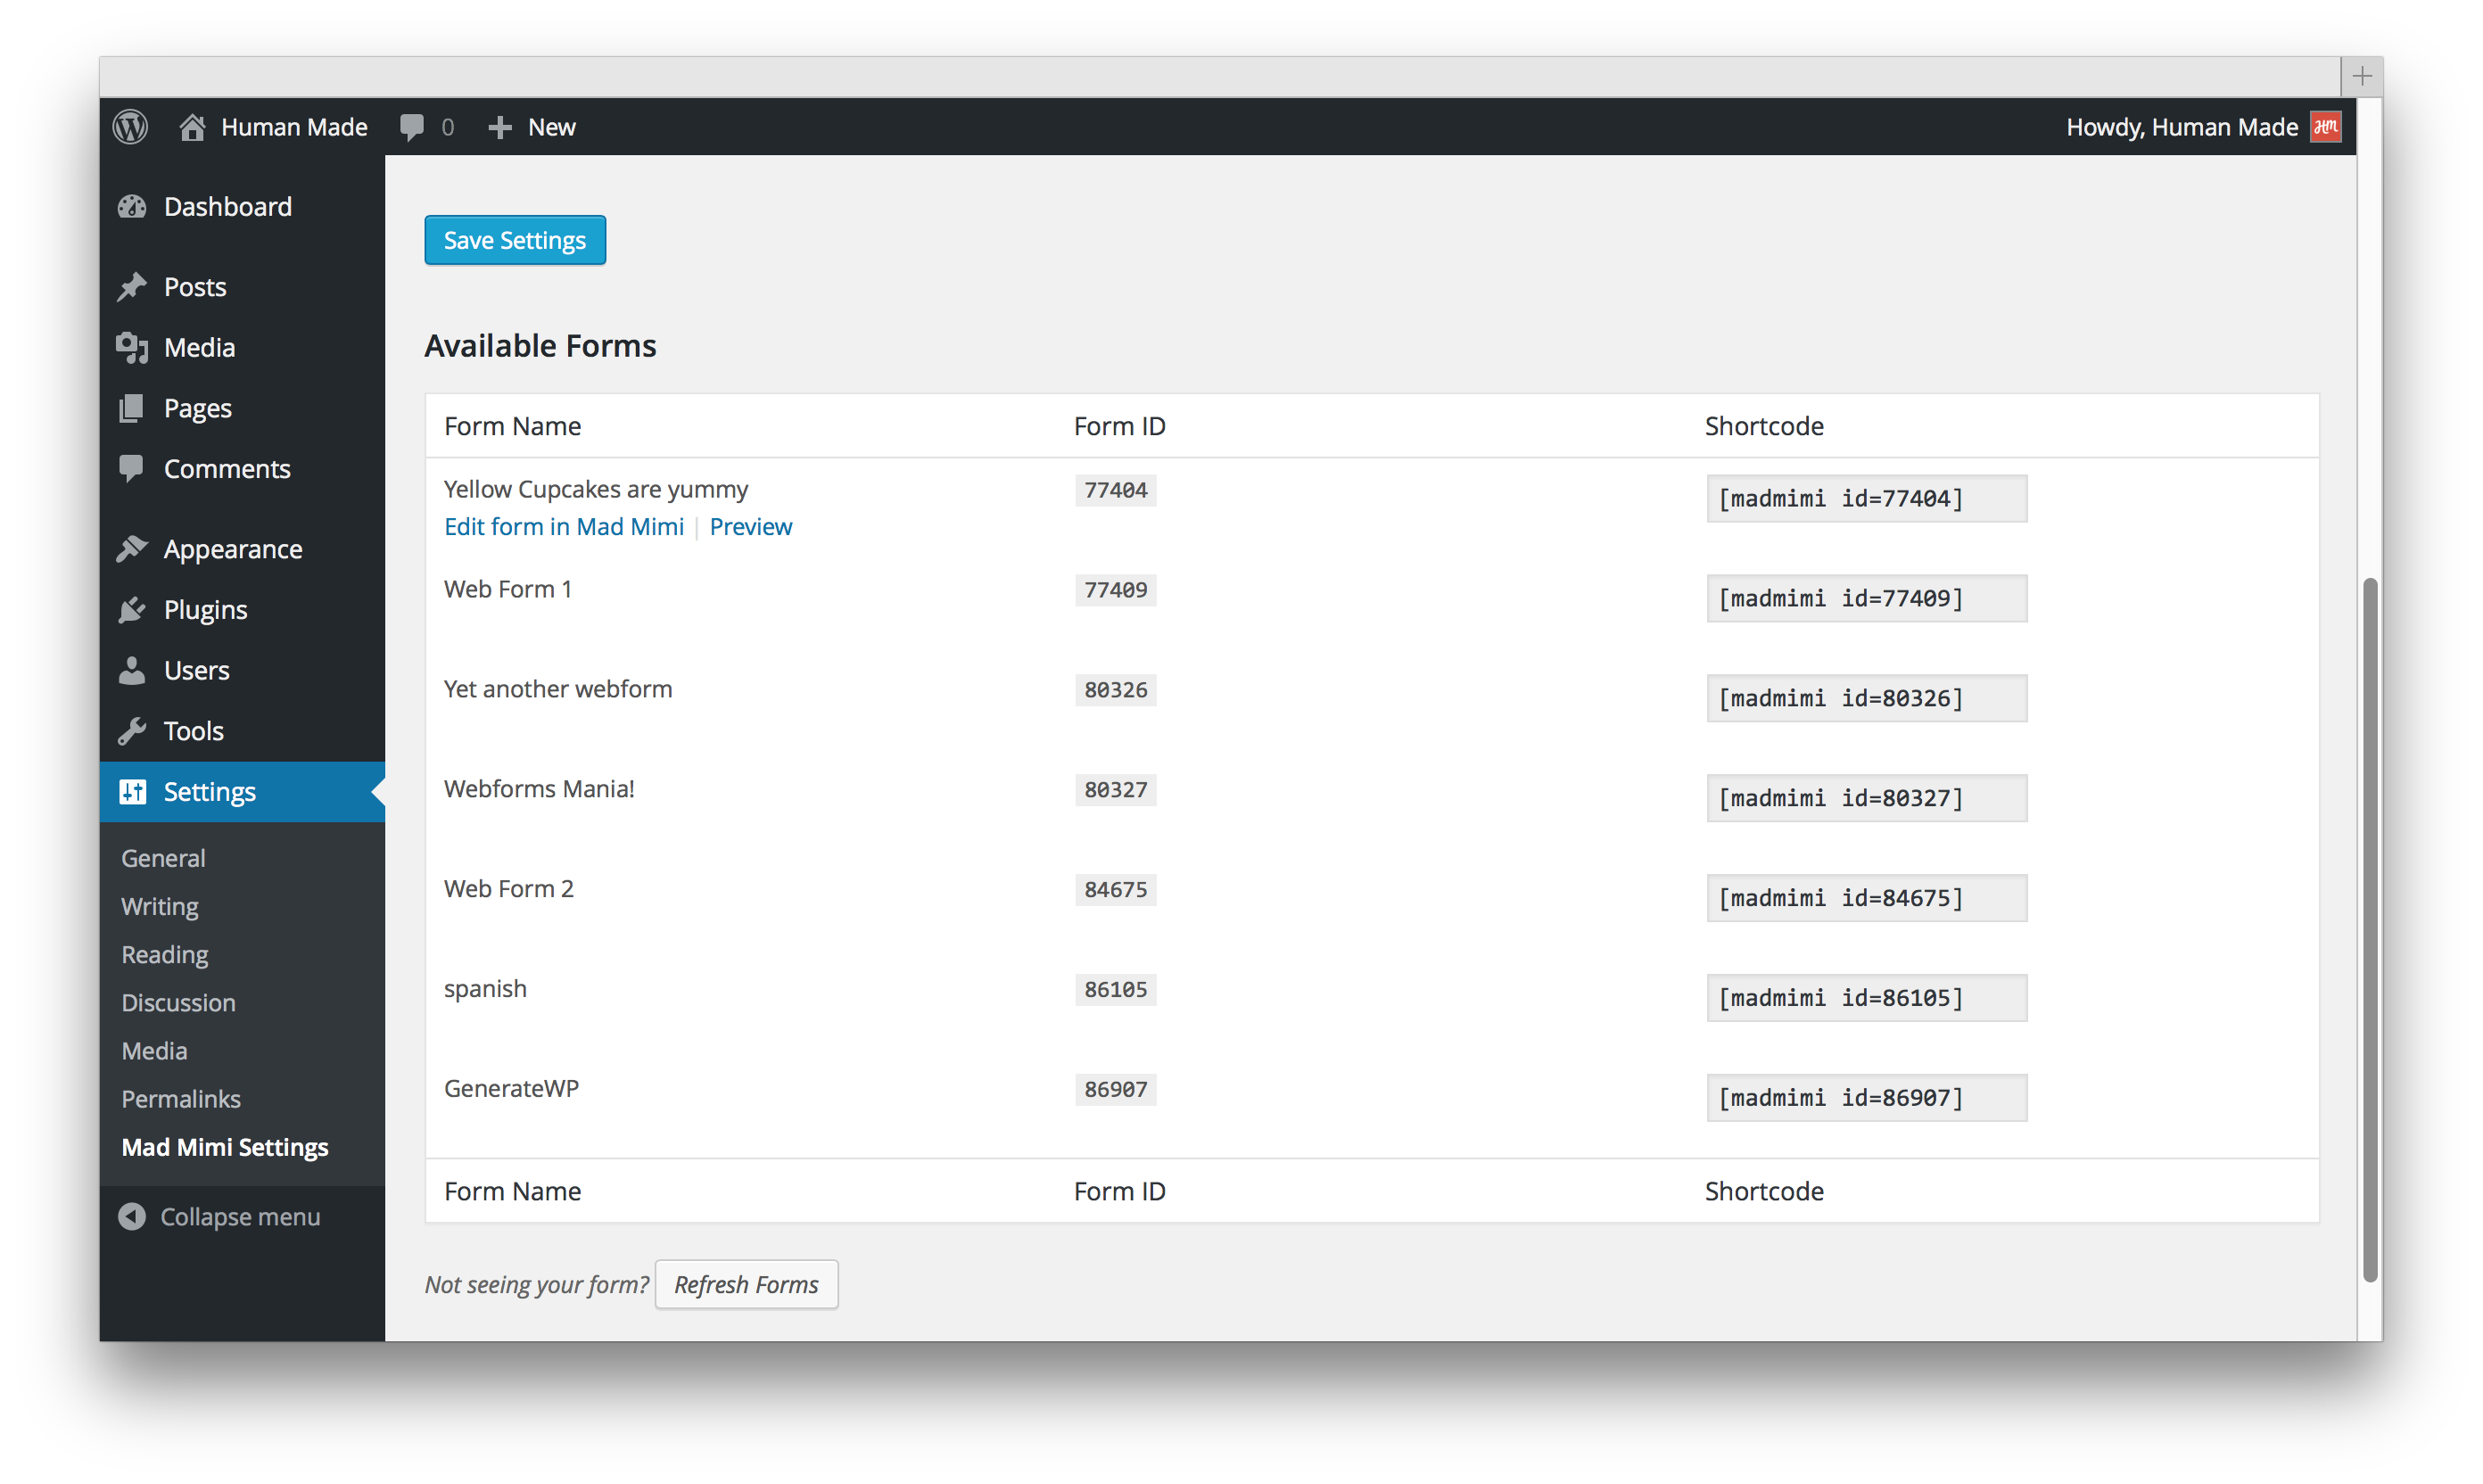 Human Made 0 New Howdy, Human Made HM
Dashboard
Posts
Media
Pages
Comments
Appearance
Plugins
Users
Tools
Settings
General
Writing
Reading
Discussion
Media
Permalinks
Mad Mimi Settings
Collapse menu
Save Settings
Available Forms
Form Name Form ID Shortcode
Yellow Cupcakes are yummy 77404 [madmimi id=77404]
Edit form in Mad Mimi | Preview
Web Form 1 77409 [madmimi id=77409]
Yet another webform 80326 [madmimi id=80326]
Webforms Mania! 80327 [madmimi id=80327]
Web Form 2 84675 [madmimi id=84675]
spanish 86105 [madmimi id=86105]
GenerateWP 86907 [madmimi id=86907]
Form Name Form ID Shortcode
Not seeing your form? Refresh Forms